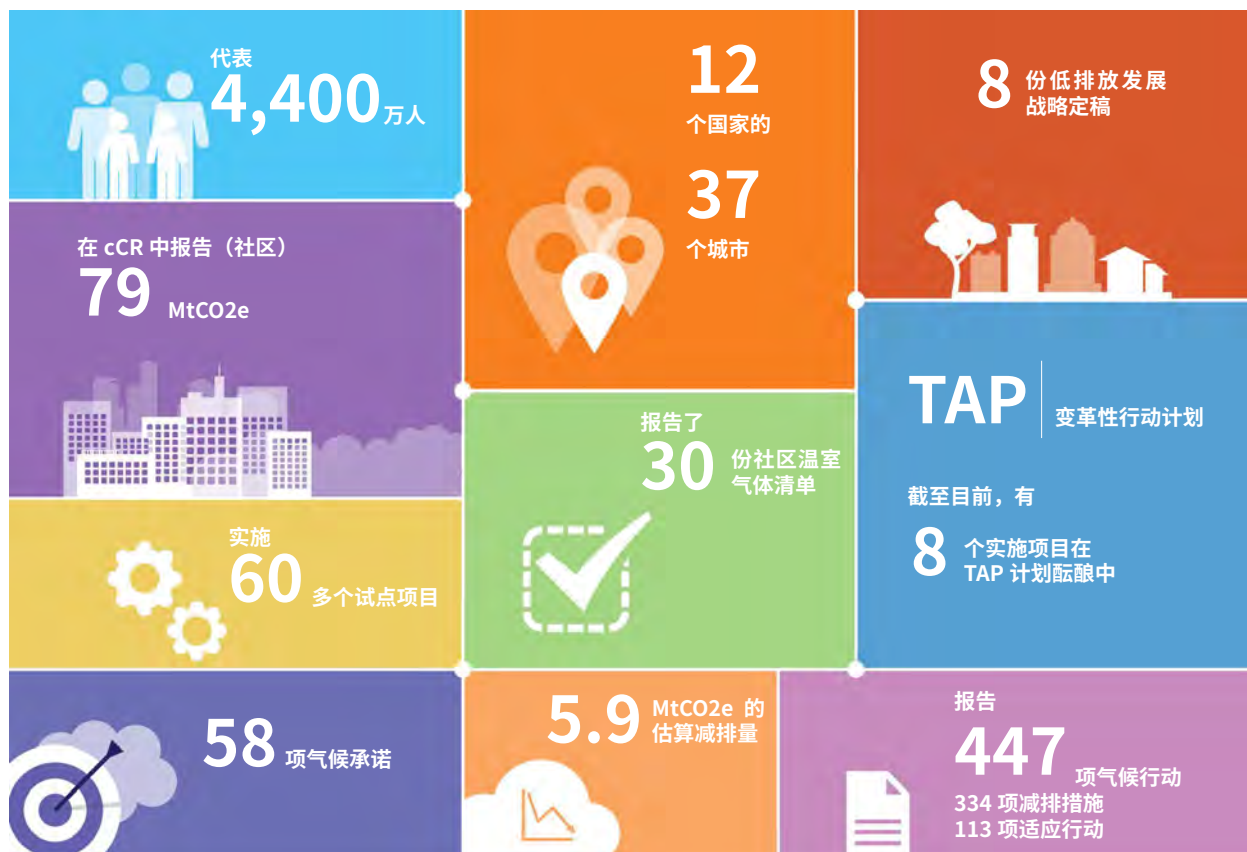 代表
4,400 万人
在 cCR 中报告（社区）
79 MtCO2e
实施
60 多个试点项目
58 项气候承诺
12
个国家的
37
个城市
报告了
30 份社区温室
气体清单
5.9 MtCO2e 的
估算减排量
8 份低排放发展
战略定稿
TAP 变革性行动计划
截至目前，有
8 个实施项目在
TAP 计划酝酿中
报告
447 项气候行动
334 项减排措施
113 项适应行动